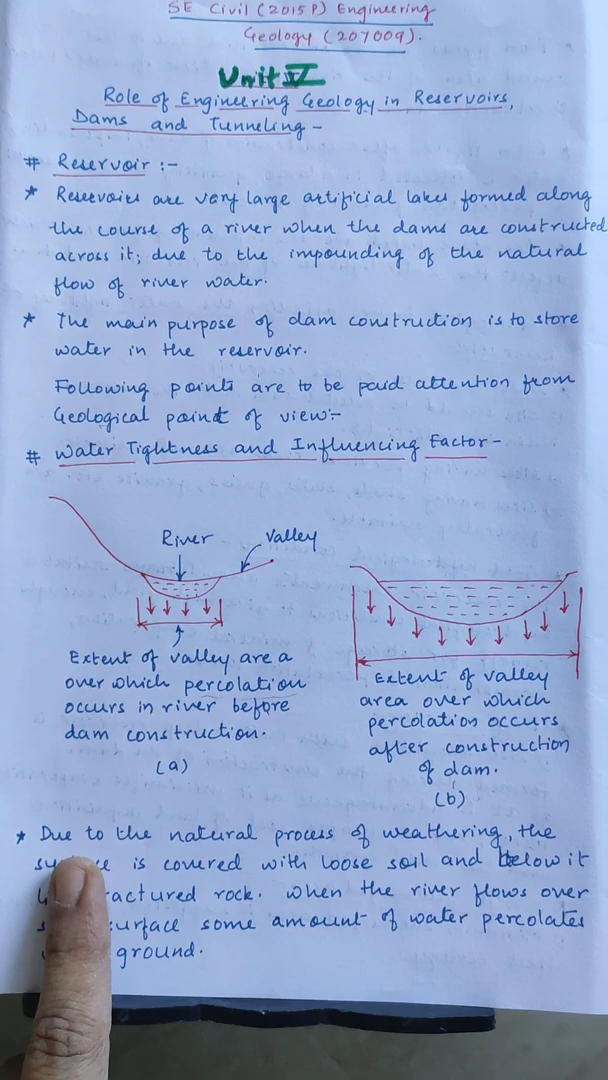 SE Civil (2015 P) Engineering
Geology (207009).
Unit V
Role of Engineering Geology in Reservoirs,
Dams and Tunneling -
# Reservoir :-
* Reservoirs are very large artificial lakes formed along
the course of a river when the dams are constructed
across it; due to the impounding of the natural
flow of river water.
* The main purpose of dam construction is to store
water in the reservoir.
Following points are to be paid attention from
Geological point of view:-
# Water Tightness and Influencing Factor -
River
Valley
Extent of valley are a
over which percolation
occurs in river before
dam construction.
(a)
Extent of valley
area over which
percolation occurs
after construction
of dam.
(b)
* Due to the natural process of weathering, the
is covered with loose soil and below it
rock. When the river flows over
some amount of water percolates
ground.